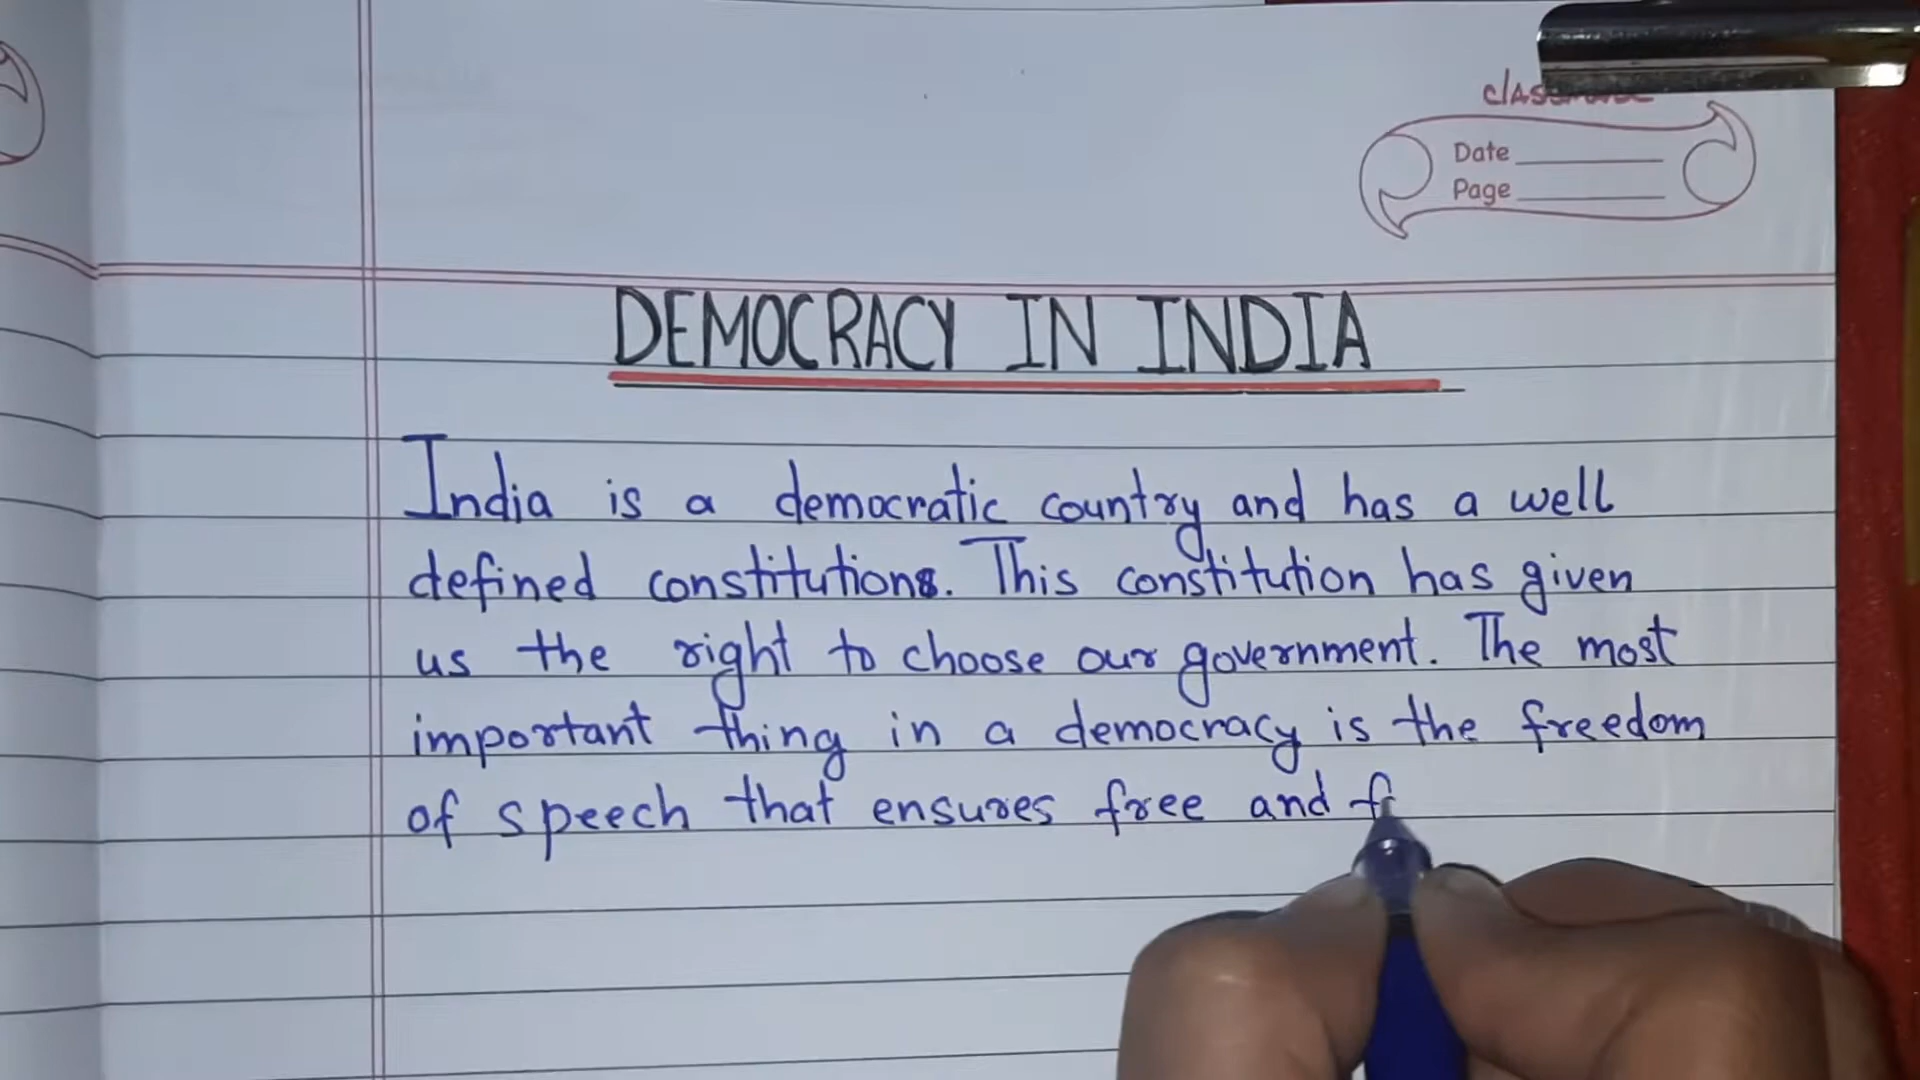 Date
Page
DEMOCRACY IN INDIA
India is a democratic country and has a well
defined constitutions. This constitution has given
us the right to choose our government. The most
important thing in a democracy is the freedom
of speech that ensures free and f